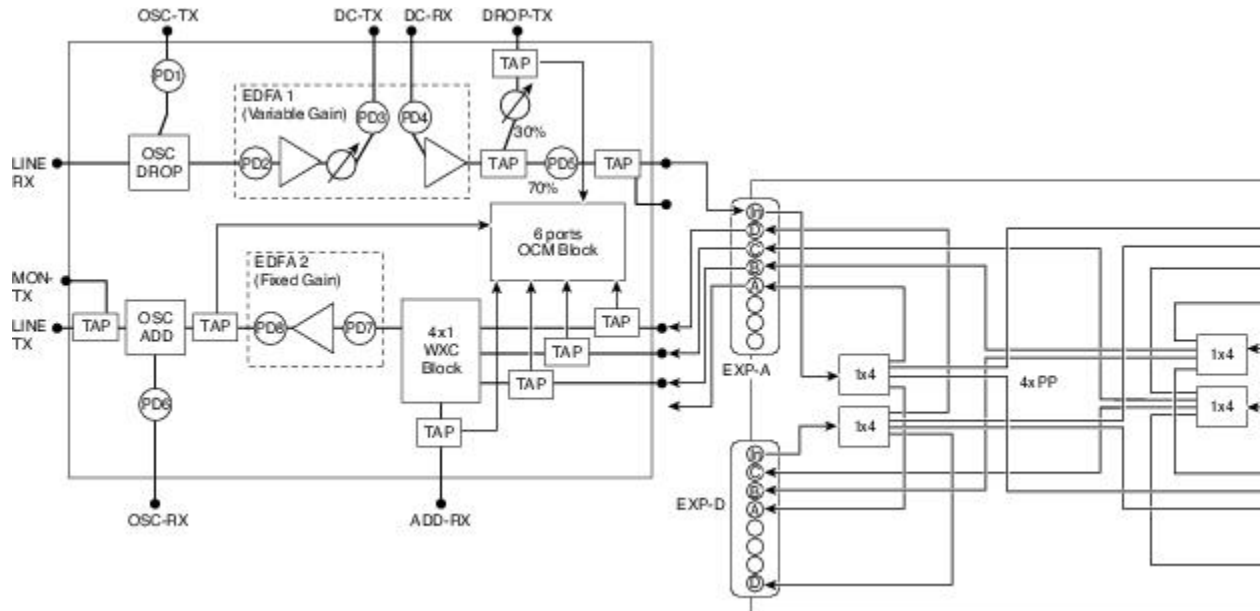 OSC-TX
DC-TX
DC-RX
DROP-TX
TAP
PD1
EDFA 1
(Variable Gain)
PD3
PD4
30%
LINE
RX
OSC
DROP
PD2
TAP
PD5
TAP
70%
6 ports
OCM Block
EDFA 2
(Fixed Gain)
MON-
TX
LINE
TX
TAP
OSC
ADD
TAP
PD8
PD7
4x1
WXC
Block
TAP
TAP
TAP
TAP
PD6
OSC-RX
ADD-RX
In
D
C
B
A
EXP-A
1x4
1x4
4xPP
1x4
1x4
EXP-D
In
C
B
A
D